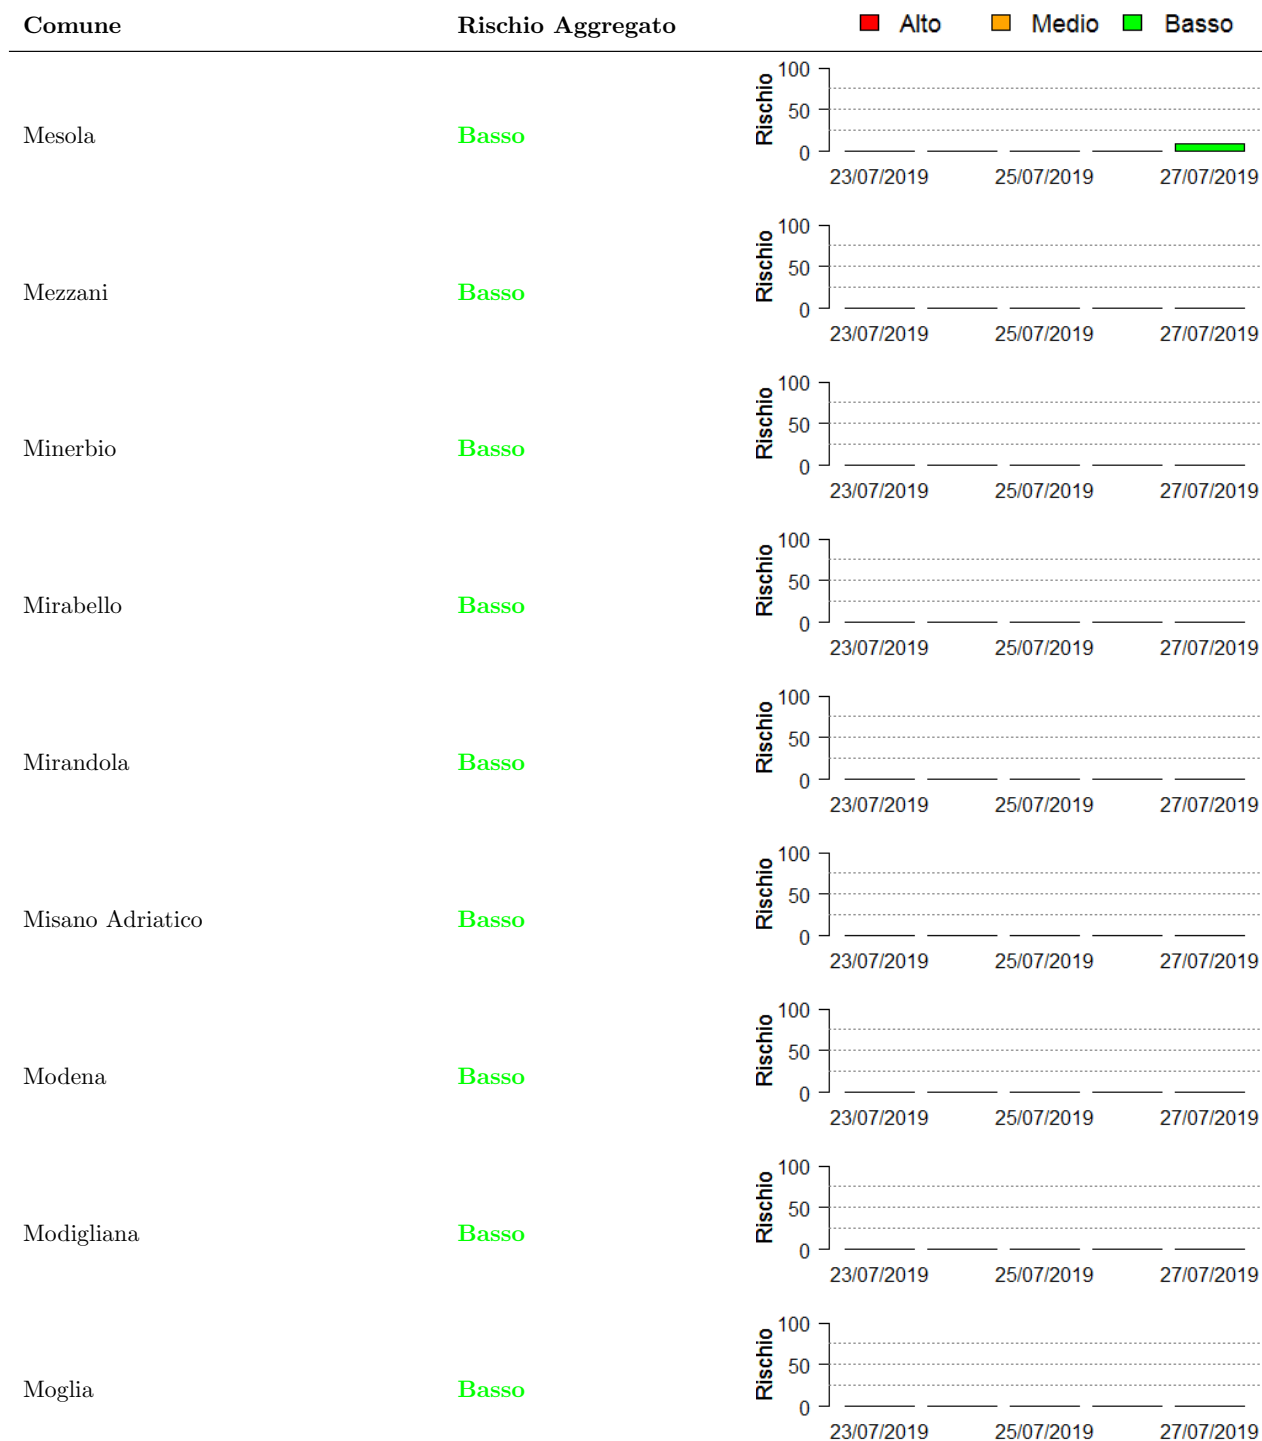 Comune Rischio Aggregato Alto Medio Basso
100
50
0
Rischio
Mesola Basso
23/07/2019 25/07/2019 27/07/2019
100
50
0
Rischio
Mezzani Basso
23/07/2019 25/07/2019 27/07/2019
100
50
0
Rischio
Minerbio Basso
23/07/2019 25/07/2019 27/07/2019
100
50
0
Rischio
Mirabello Basso
23/07/2019 25/07/2019 27/07/2019
100
50
0
Rischio
Mirandola Basso
23/07/2019 25/07/2019 27/07/2019
100
50
0
Rischio
Misano Adriatico Basso
23/07/2019 25/07/2019 27/07/2019
100
50
0
Rischio
Modena Basso
23/07/2019 25/07/2019 27/07/2019
100
50
0
Rischio
Modigliana Basso
23/07/2019 25/07/2019 27/07/2019
100
50
0
Rischio
Moglia Basso
23/07/2019 25/07/2019 27/07/2019